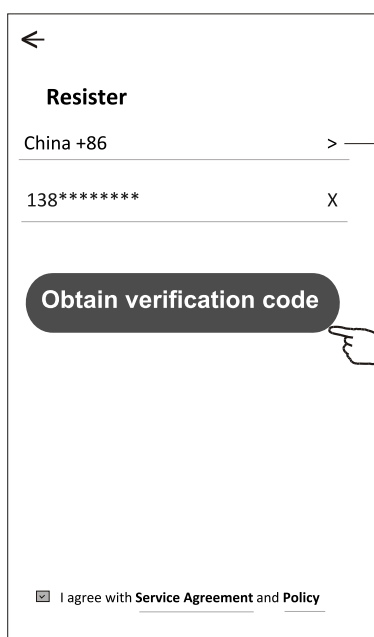 Resister
China +86 >
138******** X
Obtain verification code
I agree with Service Agreement and Policy